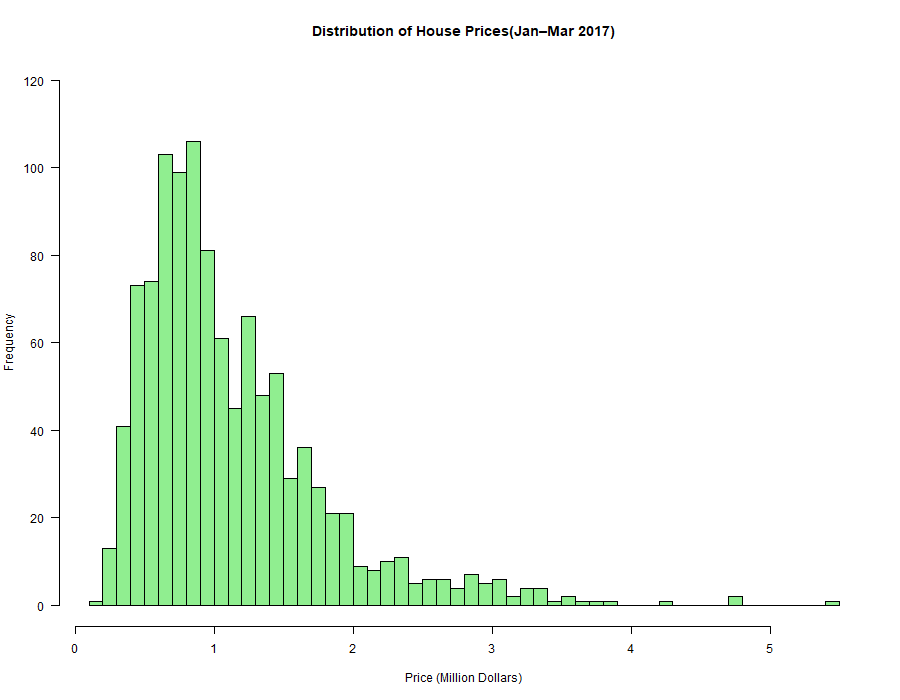 Distribution of House Prices(Jan–Mar 2017)
120
100
80
60
40
20
0
Frequency
0 1 2 3 4 5
Price (Million Dollars)